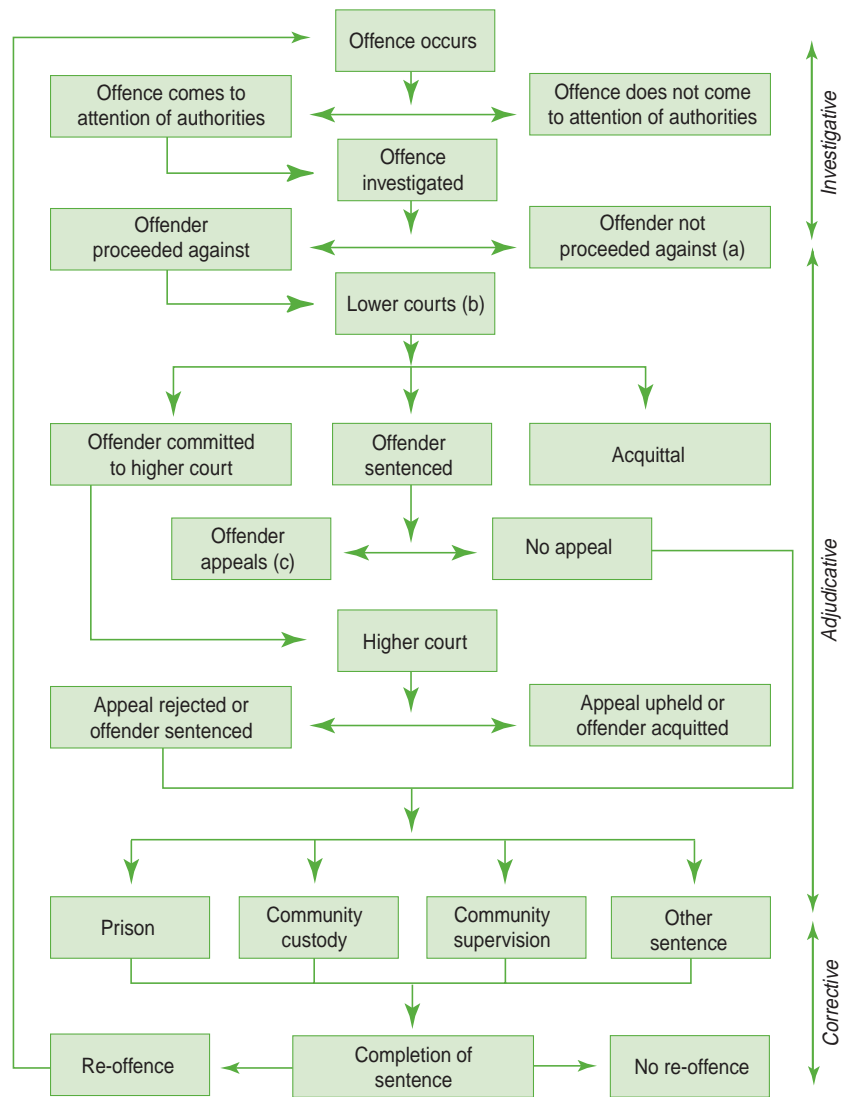 Offence occurs
Offence comes to
attention of authorities
Offence does not come
to attention of authorities
Offence
investigated
Investigative
Offender
proceeded against
Offender not
proceeded against (a)
Lower courts (b)
Offender committed
to higher court
Offender
sentenced
Acquittal
Offender
appeals (c)
No appeal
Adjudicative
Higher court
Appeal rejected or
offender sentenced
Appeal upheld or
offender acquitted
Prison
Community
custody
Community
supervision
Other
sentence
Corrective
Re-offence
Completion of
sentence
No re-offence